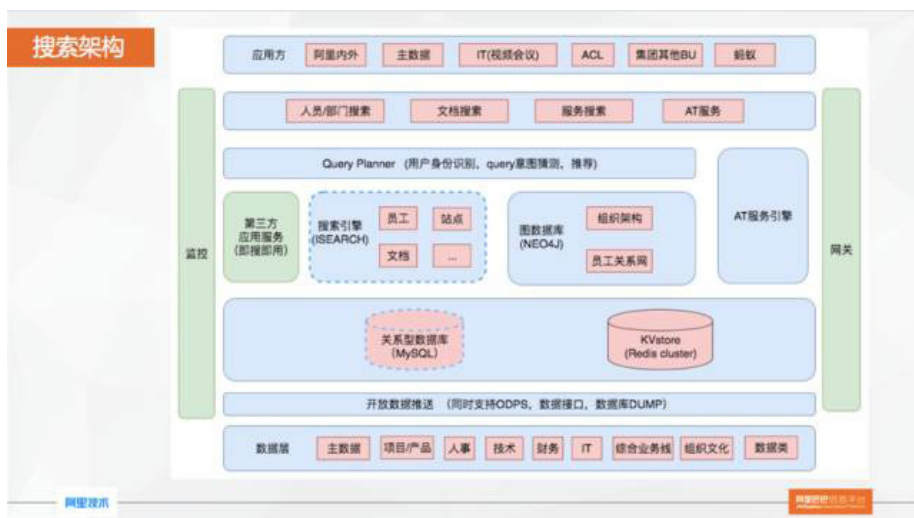 搜索架构
应用方 阿里内外 主数据 IT(视频会议) ACL 集团其他BU 蚂蚁
人员/部门搜索 文档搜索 服务搜索 AT服务
Query Planner (用户身份识别，query意图猜测，推荐)
AT服务引擎
监控
网关
第三方
应用服务
(即搜即用)
搜索引擎
(ISEARCH)
员工 站点
文档 ...
图数据库
(NEO4J)
组织架构
员工关系网
关系型数据库
(MySQL)
KVstore
(Redis cluster)
开放数据推送 (同时支持ODPS，数据接口，数据库DUMP)
数据层 主数据 项目/产品 人事 技术 财务 IT 综合业务线 组织文化 数据类
阿里技术
阿里巴巴信息平台